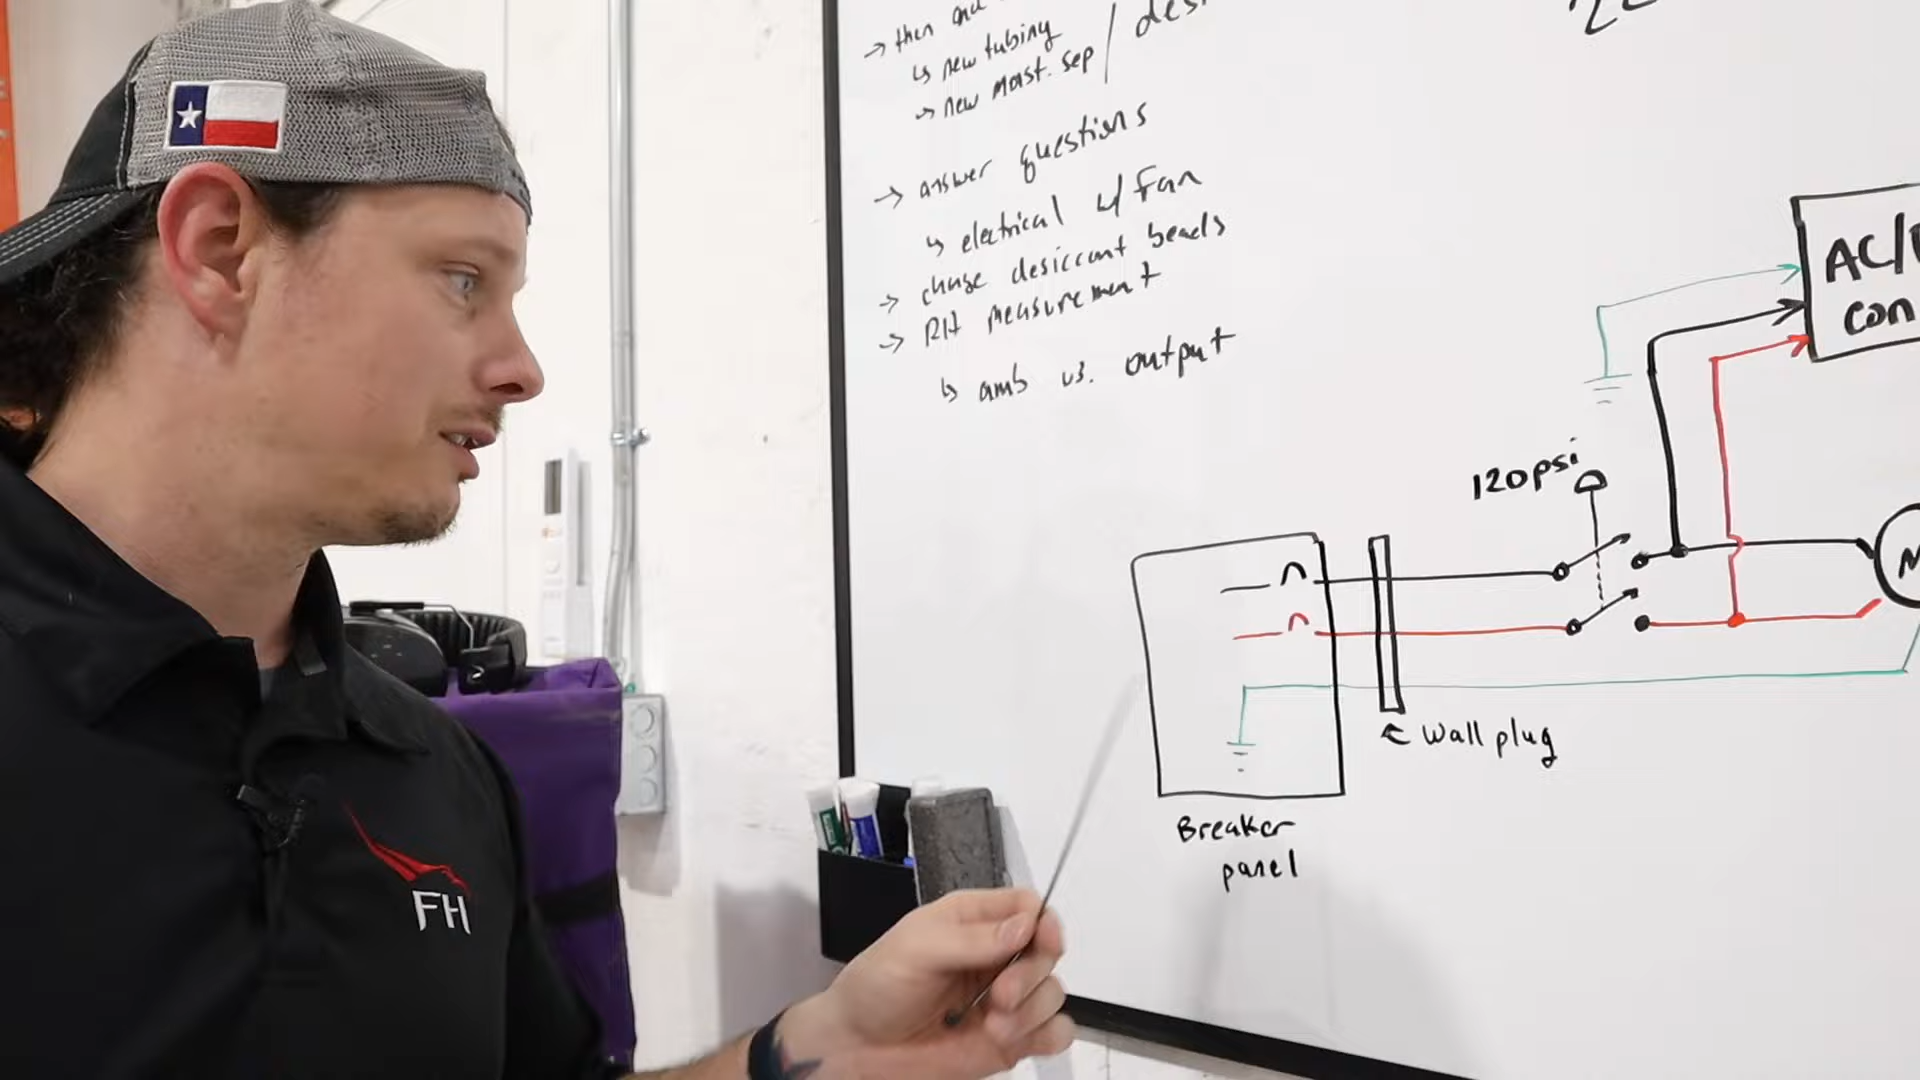 → then and
↳ new tubing
→ new moist. sep / des
→ answer questions
↳ electrical w/ fan
→ change desiccant beads
→ RH measurement
↳ amb vs. output
AC/
con
120psi
M
← Wall plug
Breaker
panel
FH